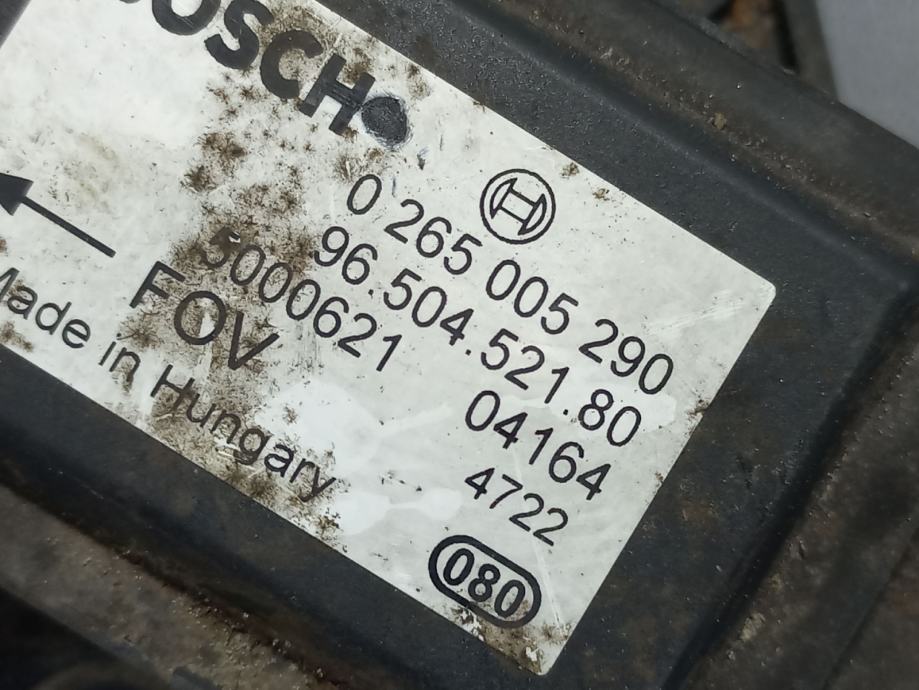 BOSCH
0 265 005 290
96.504.521.80
5000621 04164
FOV 4722
Made in Hungary
080